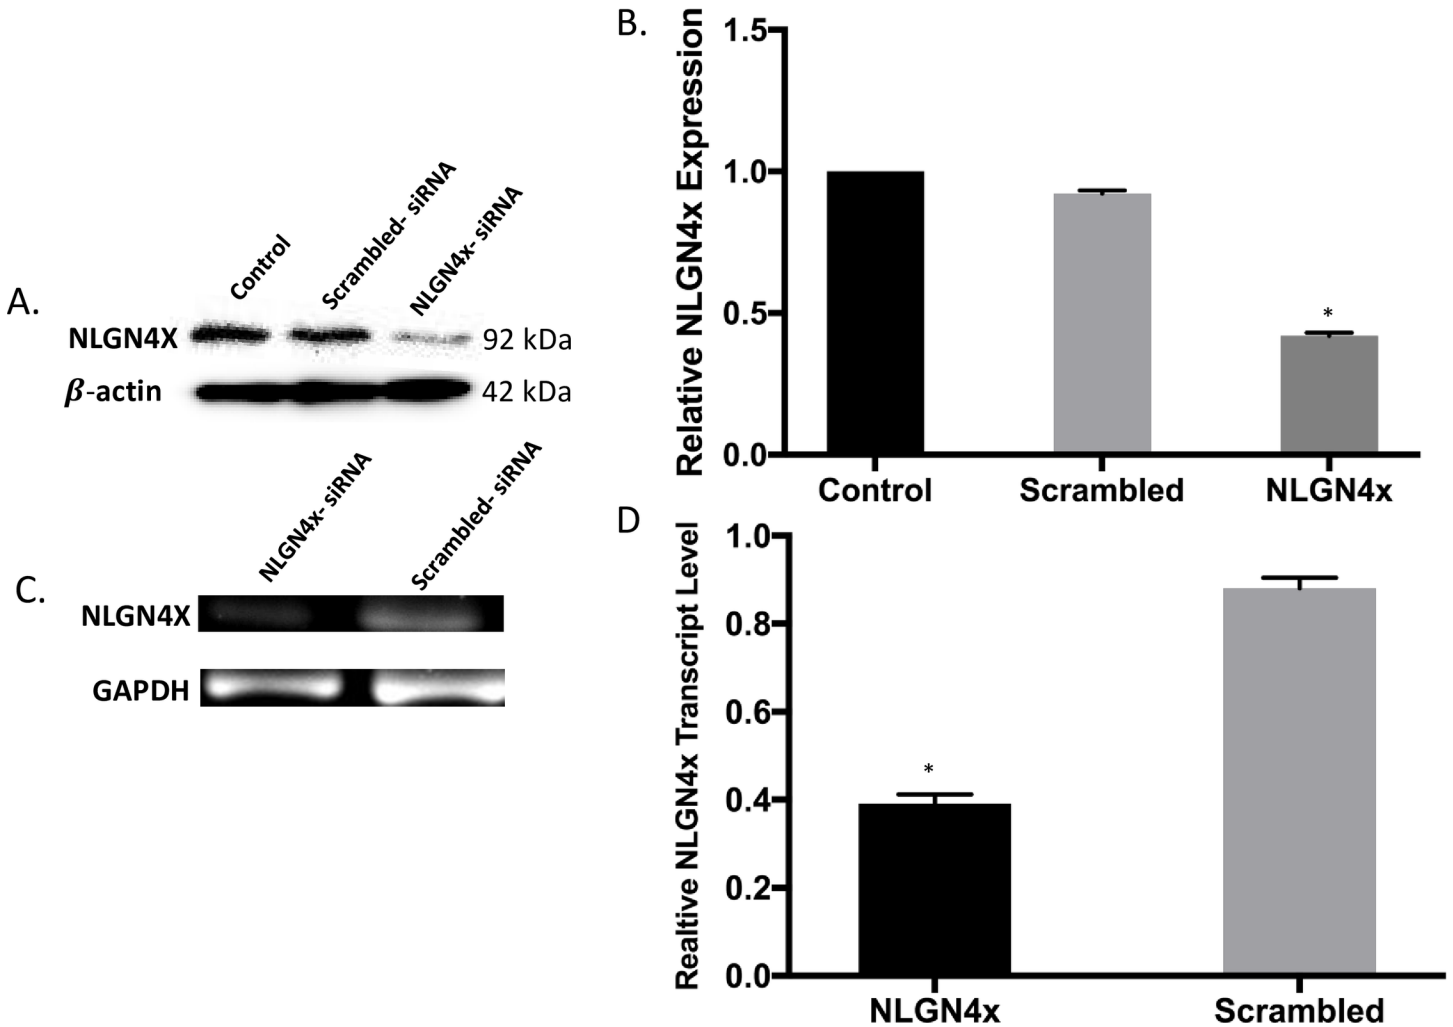 A.
Control
Scrambled- siRNA
NLGN4x- siRNA
NLGN4X
92 kDa
β-actin
42 kDa
B.
Relative NLGN4x Expression
1.5
1.0
0.5
0.0
*
Control
Scrambled
NLGN4x
C.
NLGN4x- siRNA
Scrambled- siRNA
NLGN4X
GAPDH
D
Realtive NLGN4x Transcript Level
1.0
0.8
0.6
0.4
0.2
0.0
*
NLGN4x
Scrambled